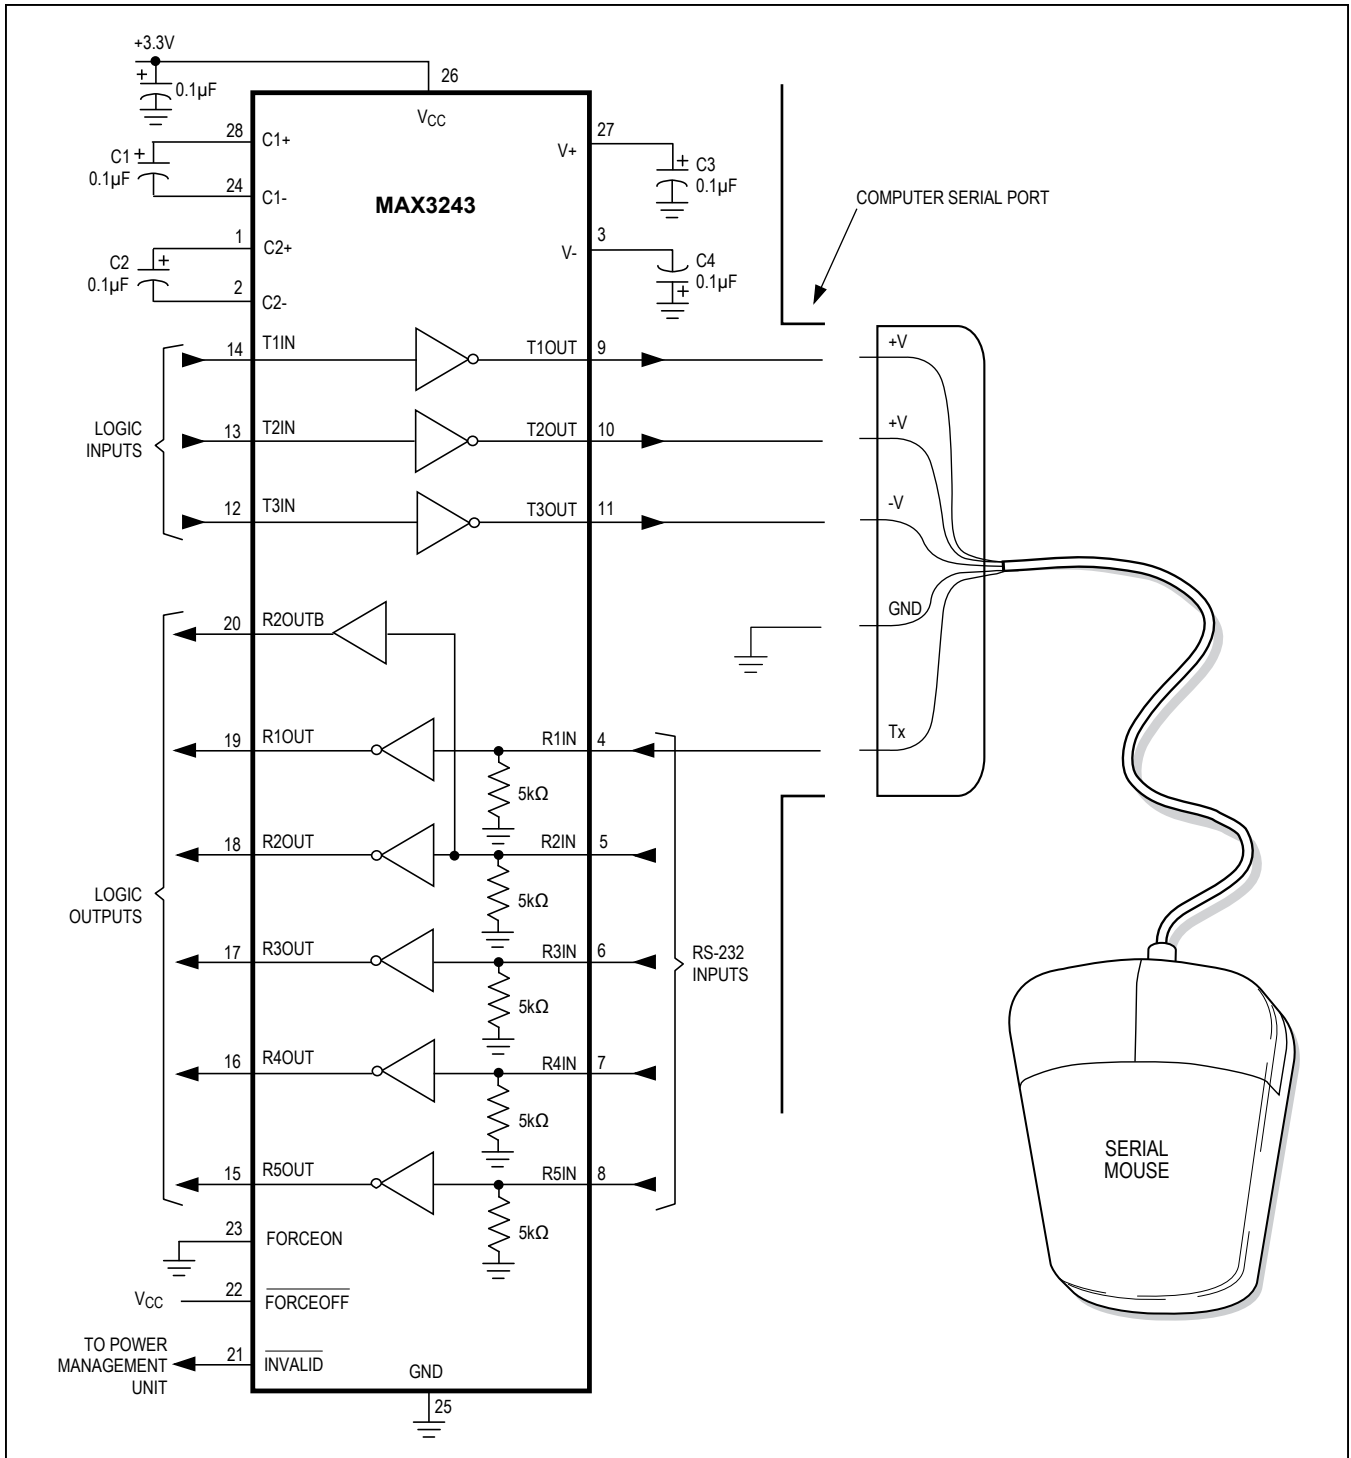 +3.3V
0.1µF
26
VCC
28
C1+
C1
0.1µF
24
C1-
MAX3243
27
V+
C3
0.1µF
1
C2+
C2
0.1µF
2
C2-
3
V-
C4
0.1µF
COMPUTER SERIAL PORT
LOGIC
INPUTS
14
T1IN
T1OUT
9
13
T2IN
T2OUT
10
12
T3IN
T3OUT
11
+V
+V
-V
GND
Tx
20
R2OUTB
LOGIC
OUTPUTS
19
R1OUT
R1IN
4
5kΩ
18
R2OUT
R2IN
5
5kΩ
17
R3OUT
R3IN
6
5kΩ
RS-232
INPUTS
16
R4OUT
R4IN
7
5kΩ
15
R5OUT
R5IN
8
5kΩ
23
FORCEON
VCC
22
FORCEOFF
TO POWER
MANAGEMENT
UNIT
21
INVALID
GND
25
SERIAL
MOUSE
+
+
+
+
+